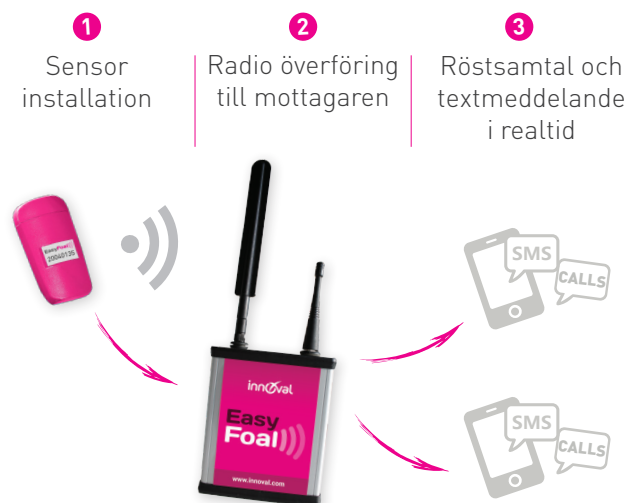 1
Sensor
installation
2
Radio överföring
till mottagaren
3
Röstsamtal och
textmeddelande
i realtid
EasyFoal
20040135
innoval
Easy
Foal
www.innoval.com
SMS
CALLS
SMS
CALLS